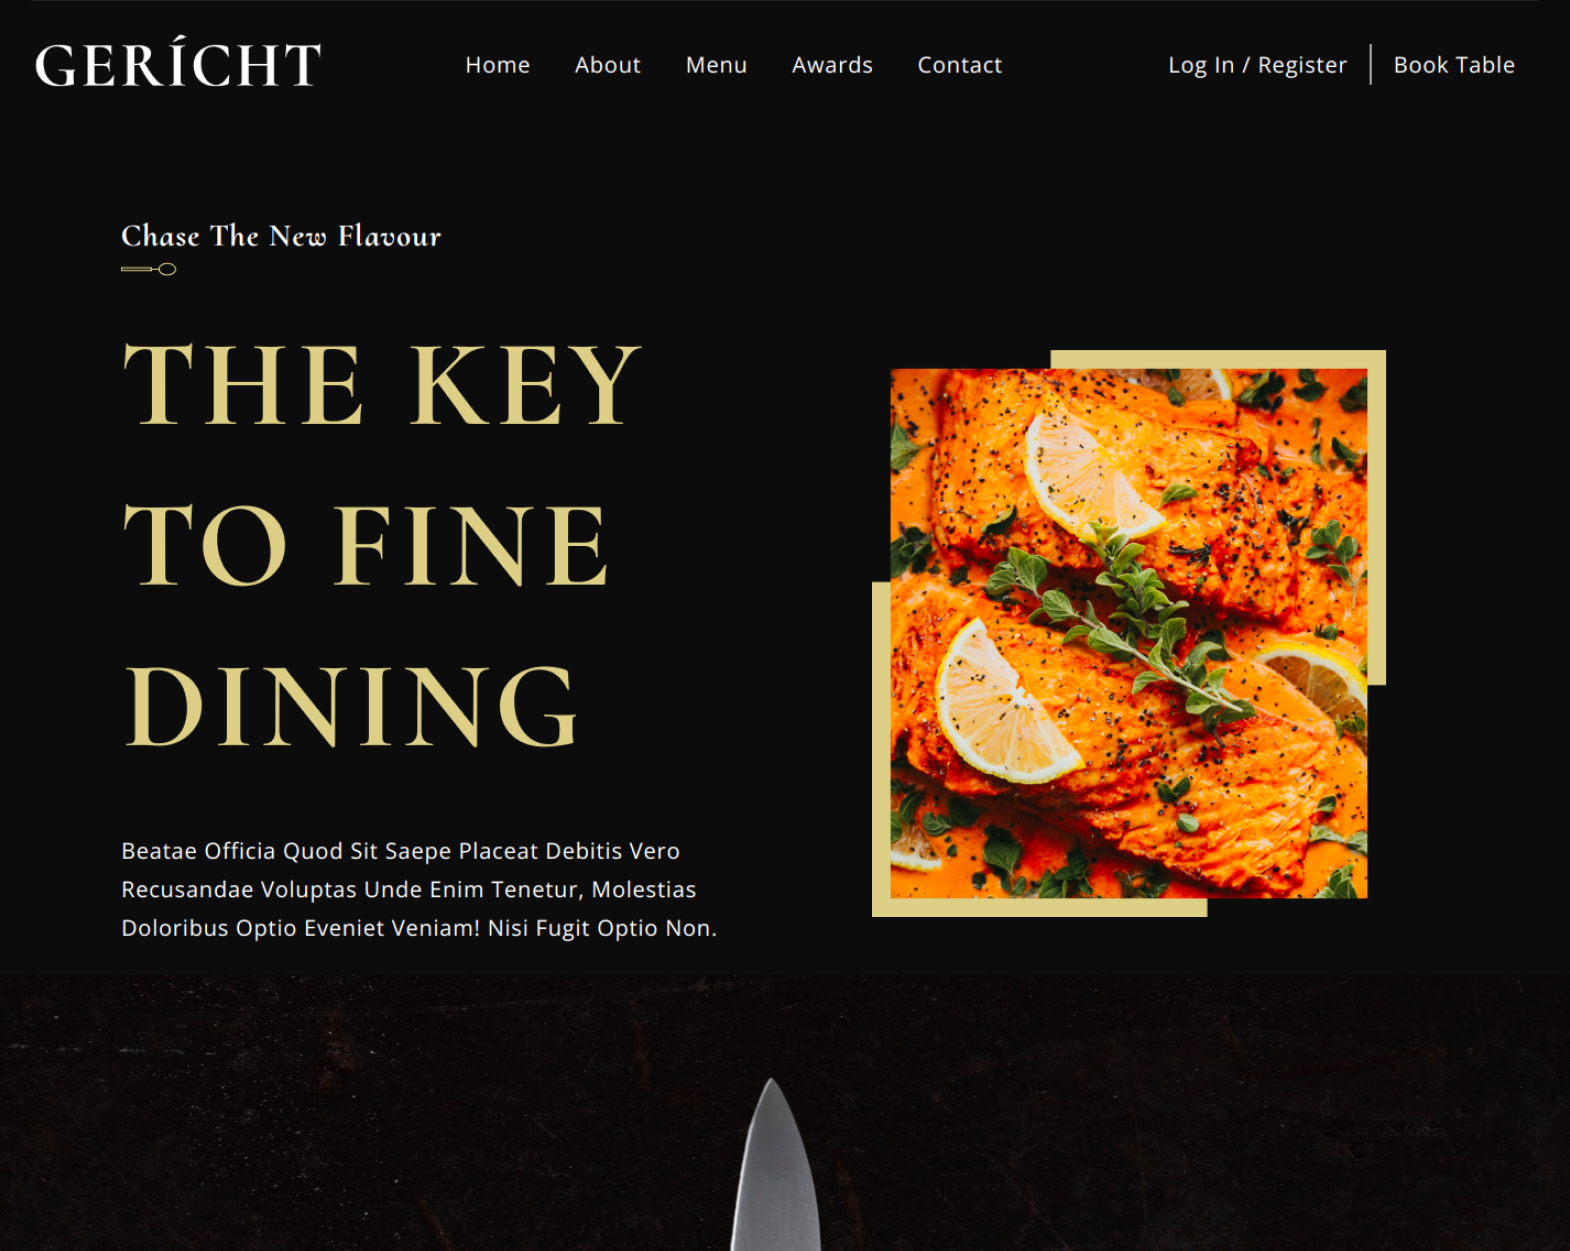 GERÍCHT
Home About Menu Awards Contact
Log In / Register Book Table
Chase The New Flavour
THE KEY
TO FINE
DINING
Beatae Officia Quod Sit Saepe Placeat Debitis Vero
Recusandae Voluptas Unde Enim Tenetur, Molestias
Doloribus Optio Eveniet Veniam! Nisi Fugit Optio Non.